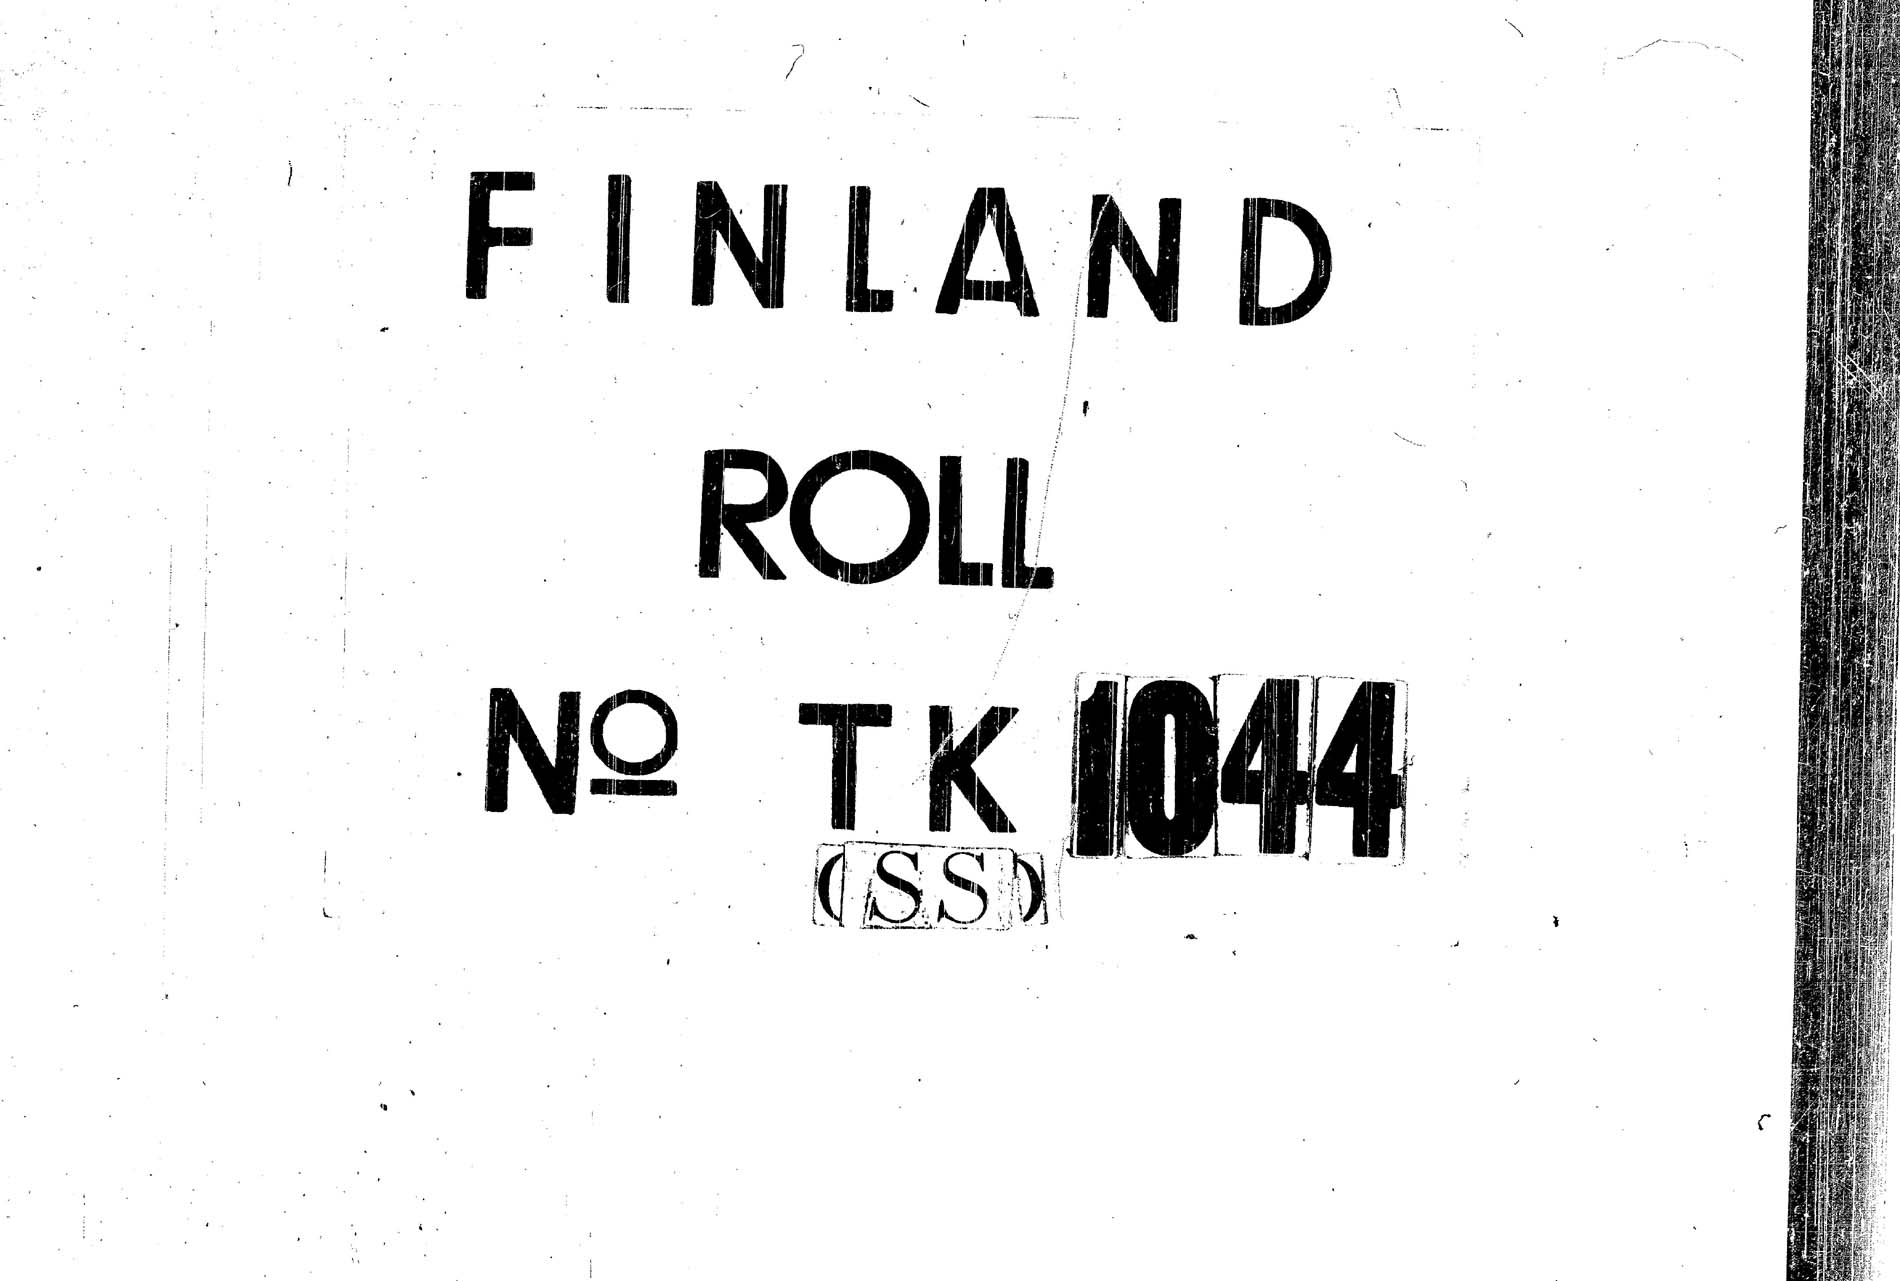 FINLAND
ROLL
Nº TK 1044
(SS)